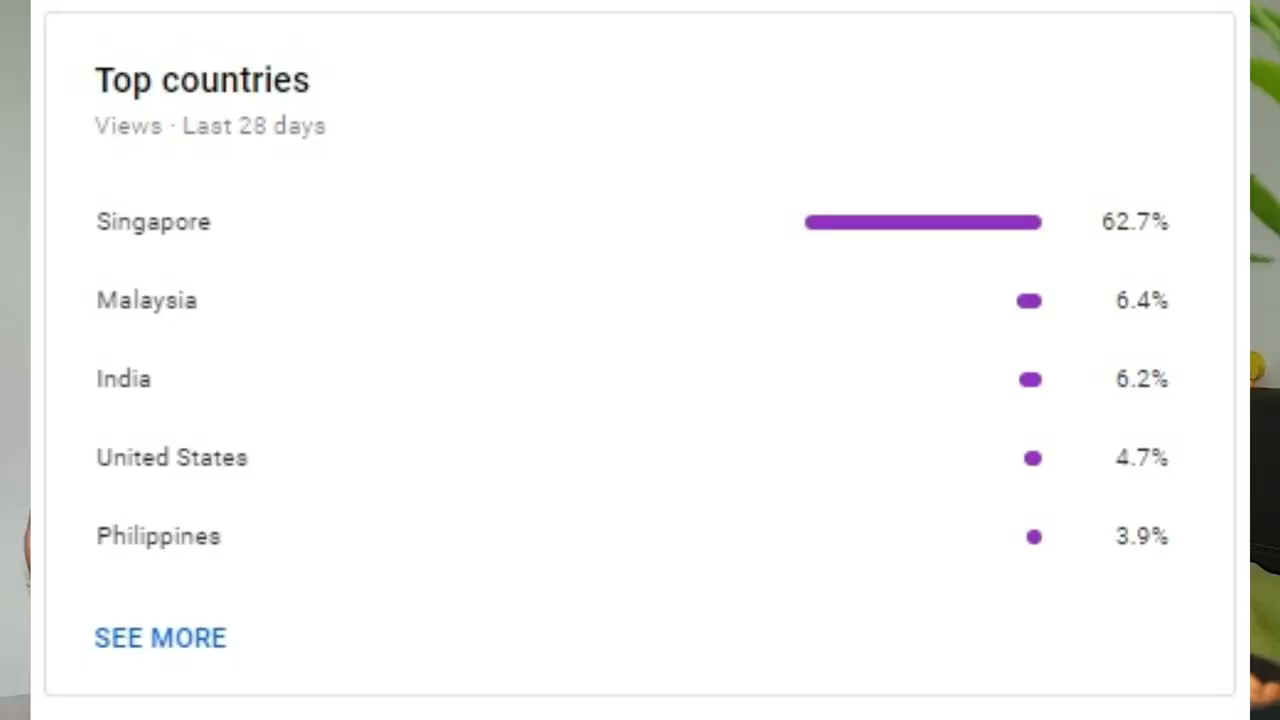 Top countries
Views · Last 28 days
Singapore 62.7%
Malaysia 6.4%
India 6.2%
United States 4.7%
Philippines 3.9%
SEE MORE